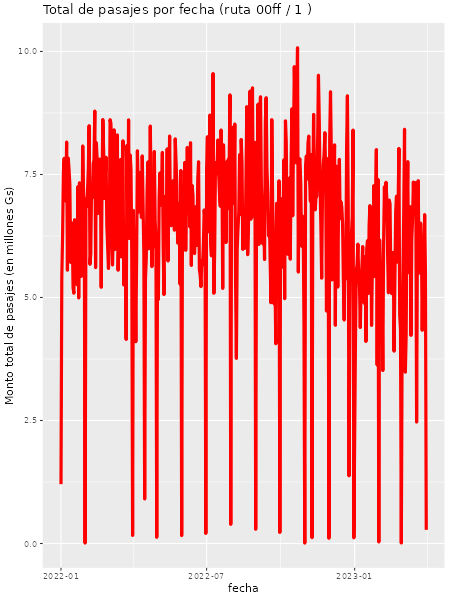 Total de pasajes por fecha (ruta 00ff / 1 )
Monto total de pasajes (en millones Gs)
10.0
7.5
5.0
2.5
0.0
2022-01
2022-07
2023-01
fecha